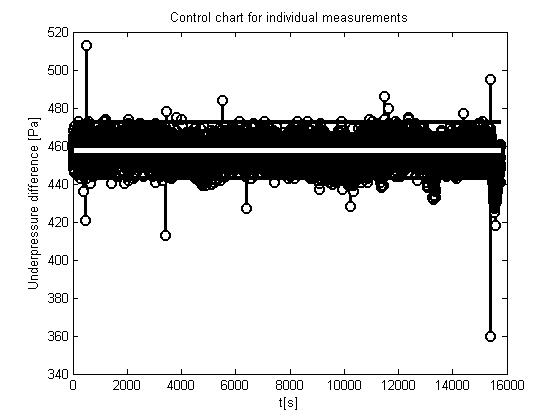 Control chart for individual measurements
520
500
480
460
440
420
400
380
360
340
Underpressure difference [Pa]
0 2000 4000 6000 8000 10000 12000 14000 16000
t[s]